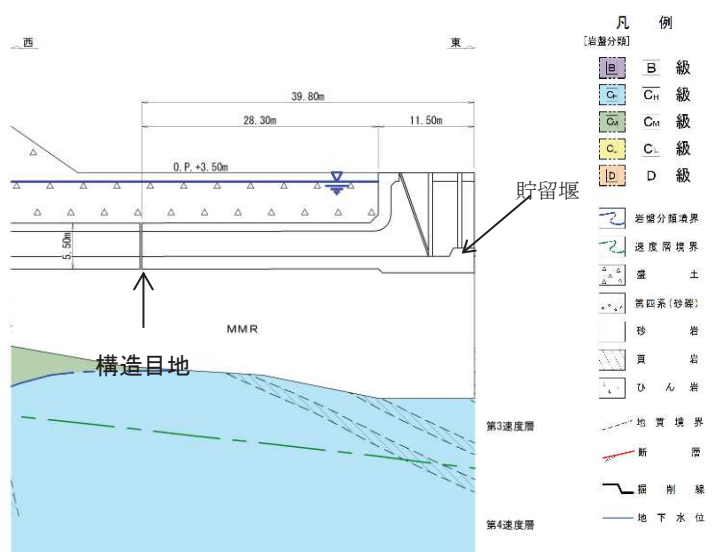 西
東
39.80m
28.30m
11.50m
O.P.+3.50m
5.50m
貯留堰
MMR
構造目地
第3速度層
第4速度層
凡 例
[岩盤分類]
B B 級
CH CH 級
CM CM 級
CL CL 級
D D 級
岩盤分類境界
速度層境界
盛 土
第四系(砂礫)
砂 岩
頁 岩
ひ ん 岩
地質境界
断 層
掘 削 線
地 下 水 位